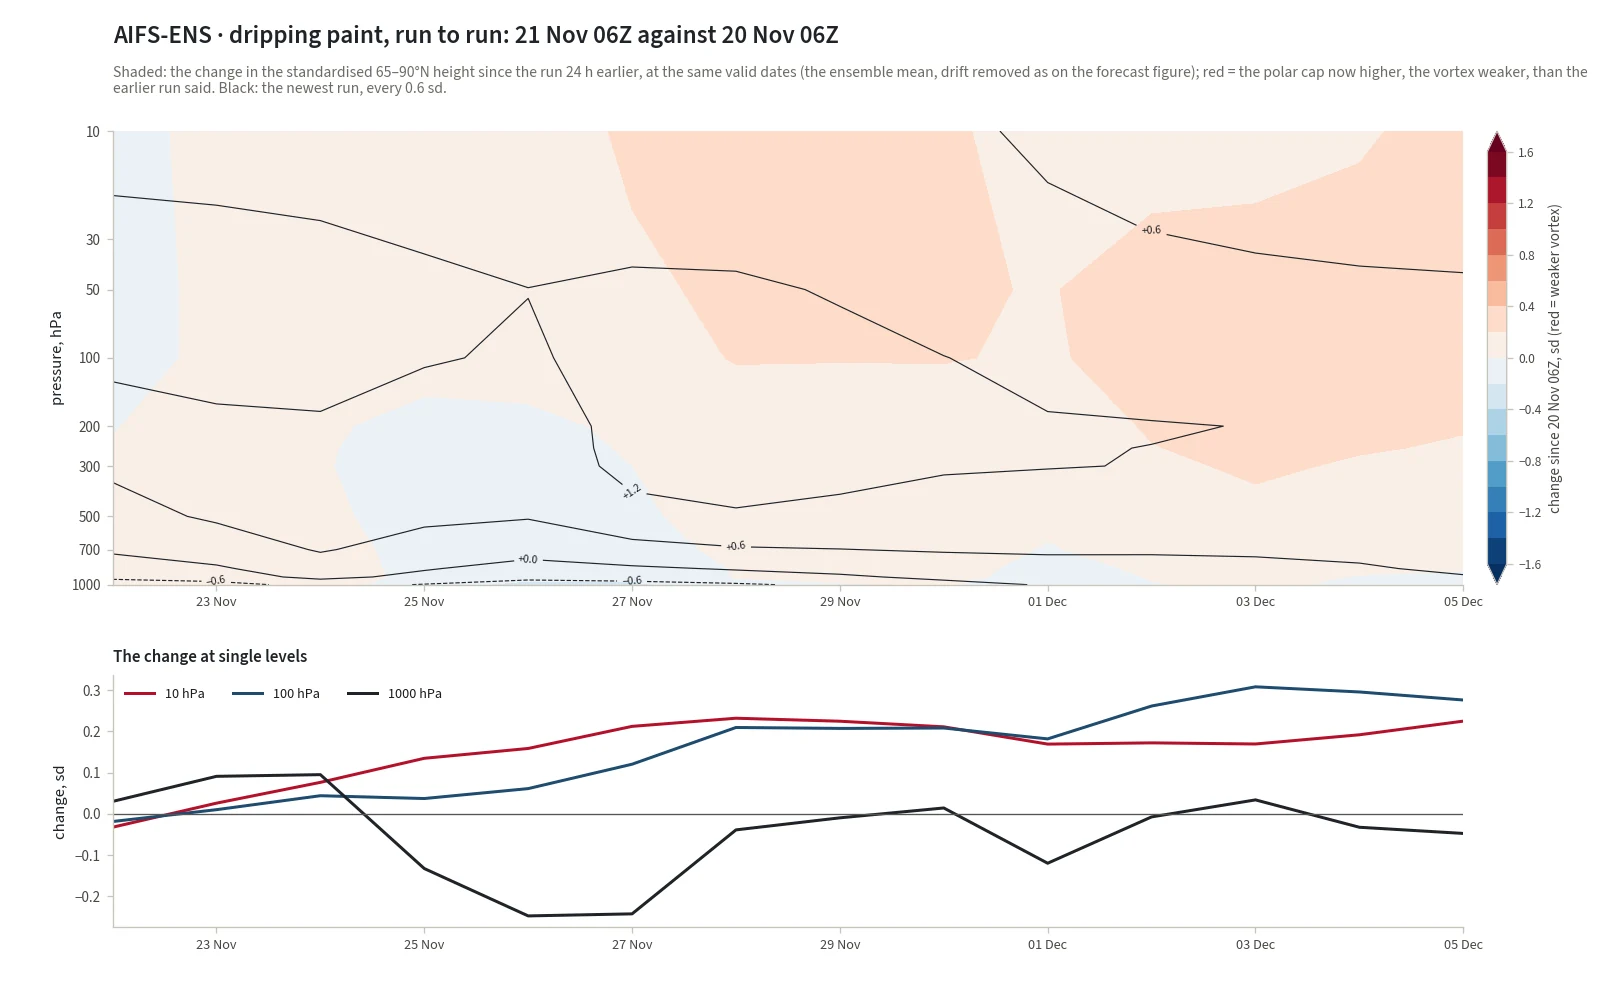 AIFS-ENS · dripping paint, run to run: 21 Nov 06Z against 20 Nov 06Z
Shaded: the change in the standardised 65–90°N height since the run 24 h earlier, at the same valid dates (the ensemble mean, drift removed as on the forecast figure); red = the polar cap now higher, the vortex weaker, than the
earlier run said. Black: the newest run, every 0.6 sd.
10
30
50
100
200
300
500
700
1000
pressure, hPa
+0.6
+1.2
+0.6
+0.0
−0.6
−0.6
23 Nov
25 Nov
27 Nov
29 Nov
01 Dec
03 Dec
05 Dec
1.6
1.2
0.8
0.4
0.0
−0.4
−0.8
−1.2
−1.6
change since 20 Nov 06Z, sd (red = weaker vortex)
The change at single levels
10 hPa
100 hPa
1000 hPa
0.3
0.2
0.1
0.0
−0.1
−0.2
change, sd
23 Nov
25 Nov
27 Nov
29 Nov
01 Dec
03 Dec
05 Dec